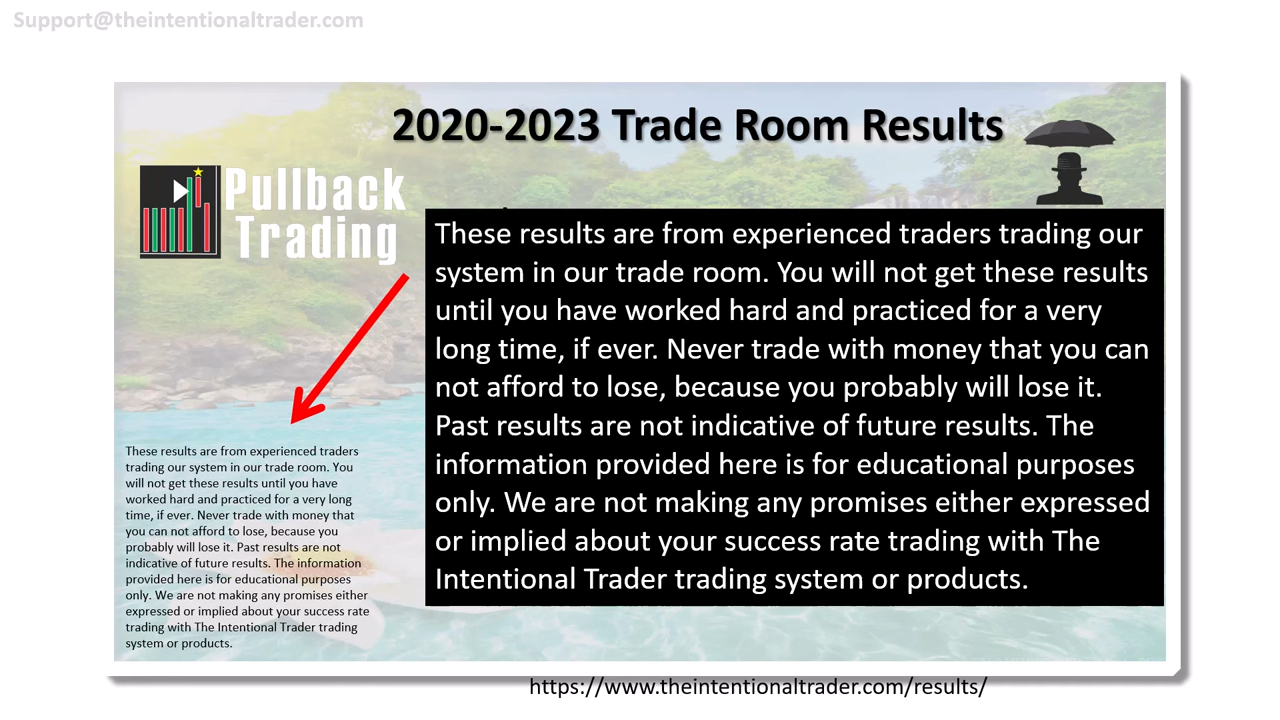 Support@theintentionaltrader.com
2020-2023 Trade Room Results
Pullback
Trading
These results are from experienced traders trading our
system in our trade room. You will not get these results
until you have worked hard and practiced for a very
long time, if ever. Never trade with money that you can
not afford to lose, because you probably will lose it.
Past results are not indicative of future results. The
information provided here is for educational purposes
only. We are not making any promises either expressed
or implied about your success rate trading with The
Intentional Trader trading system or products.
These results are from experienced traders
trading our system in our trade room. You
will not get these results until you have
worked hard and practiced for a very long
time, if ever. Never trade with money that
you can not afford to lose, because you
probably will lose it. Past results are not
indicative of future results. The information
provided here is for educational purposes
only. We are not making any promises either
expressed or implied about your success rate
trading with The Intentional Trader trading
system or products.
https://www.theintentionaltrader.com/results/